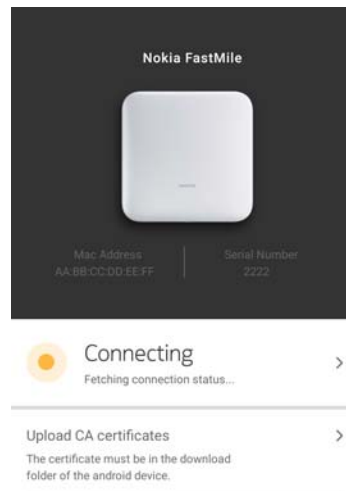 Nokia FastMile
Mac Address
AA:BB:CC:DD:EE:FF
Serial Number
2222
Connecting
Fetching connection status...
Upload CA certificates
The certificate must be in the download
folder of the android device.